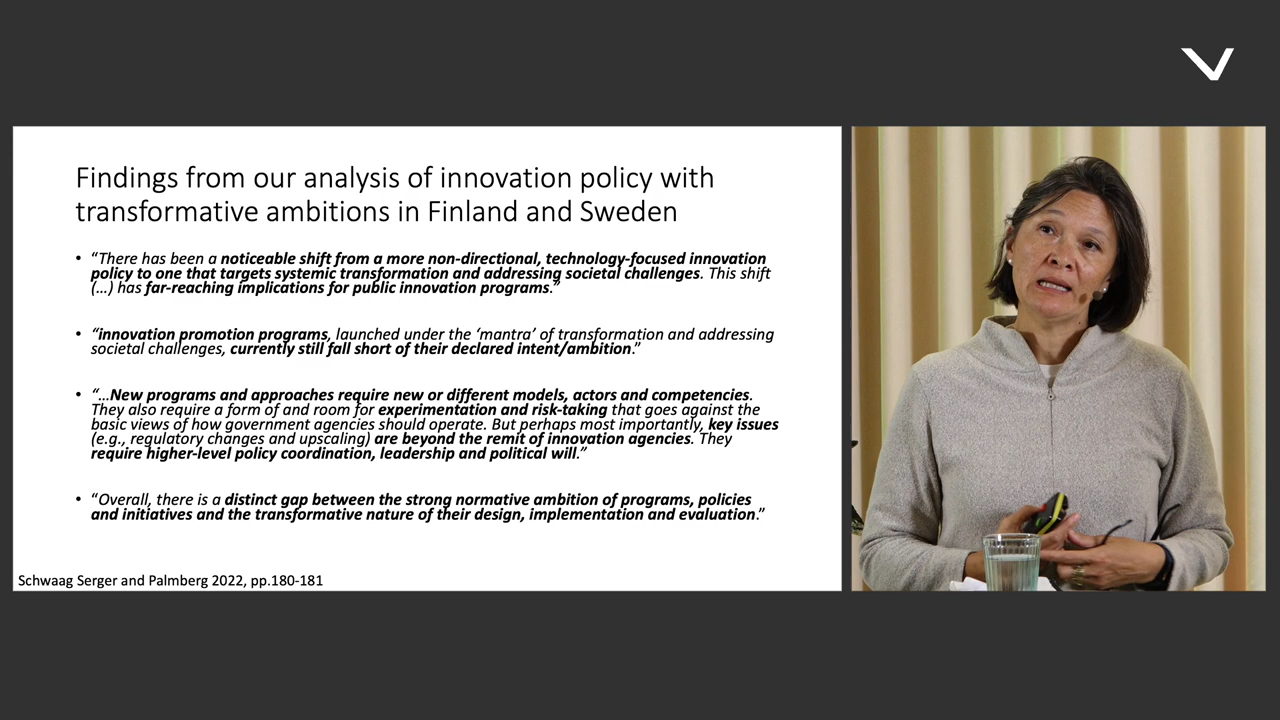 Findings from our analysis of innovation policy with
transformative ambitions in Finland and Sweden
• “There has been a noticeable shift from a more non-directional, technology-focused innovation
policy to one that targets systemic transformation and addressing societal challenges. This shift
(…) has far-reaching implications for public innovation programs.”
• “innovation promotion programs, launched under the ‘mantra’ of transformation and addressing
societal challenges, currently still fall short of their declared intent/ambition.”
• “…New programs and approaches require new or different models, actors and competencies.
They also require a form of and room for experimentation and risk-taking that goes against the
basic views of how government agencies should operate. But perhaps most importantly, key issues
(e.g., regulatory changes and upscaling) are beyond the remit of innovation agencies. They
require higher-level policy coordination, leadership and political will.”
• “Overall, there is a distinct gap between the strong normative ambition of programs, policies
and initiatives and the transformative nature of their design, implementation and evaluation.”
Schwaag Serger and Palmberg 2022, pp.180-181